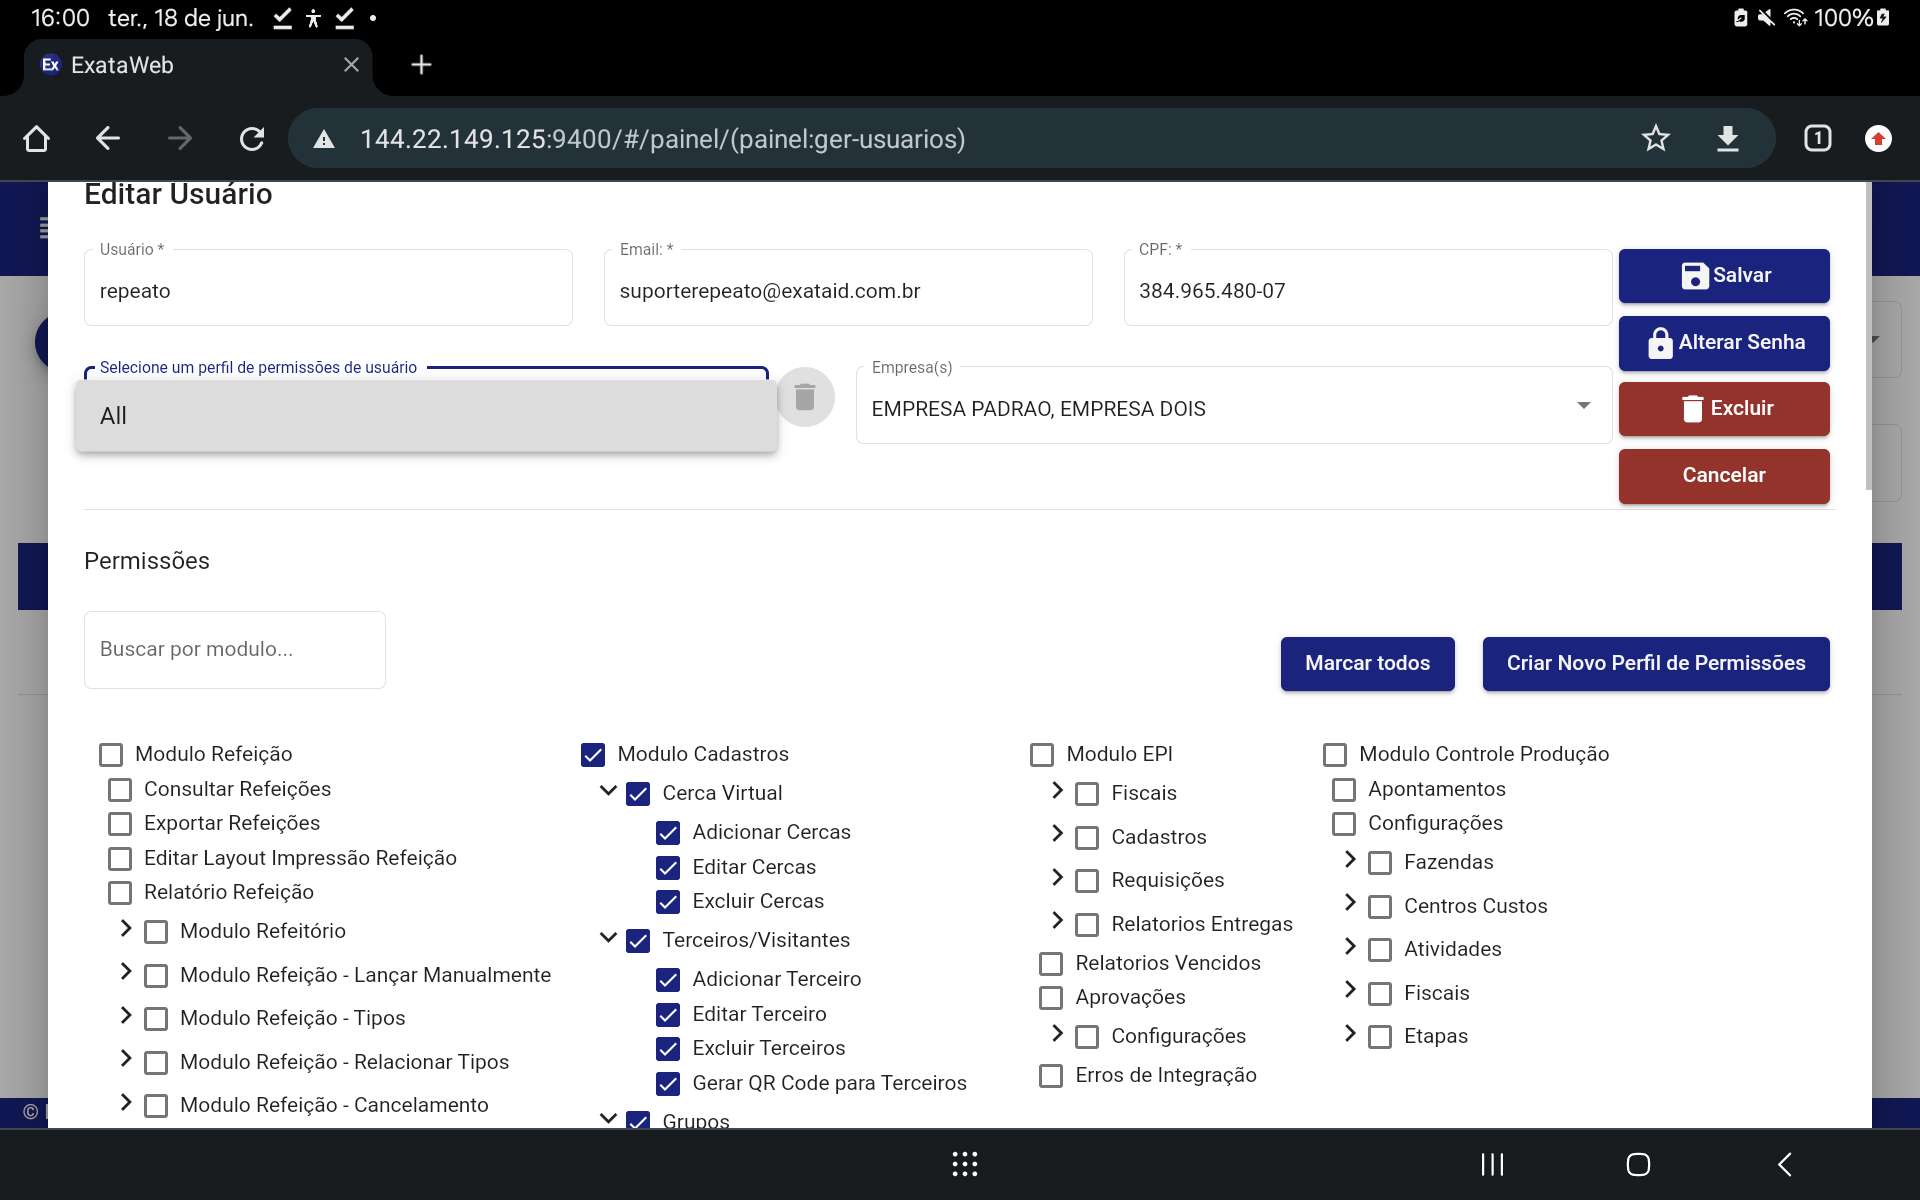 16:00 ter., 18 de jun.
100%
Ex ExataWeb
144.22.149.125:9400/#/painel/(painel:ger-usuarios)
1
Editar Usuário
Usuário *
repeato
Email: *
suporterepeato@exataid.com.br
CPF: *
384.965.480-07
Salvar
Alterar Senha
Excluir
Cancelar
Selecione um perfil de permissões de usuário
All
Empresa(s)
EMPRESA PADRAO, EMPRESA DOIS
Permissões
Buscar por modulo...
Marcar todos
Criar Novo Perfil de Permissões
Modulo Refeição
Consultar Refeições
Exportar Refeições
Editar Layout Impressão Refeição
Relatório Refeição
Modulo Refeitório
Modulo Refeição - Lançar Manualmente
Modulo Refeição - Tipos
Modulo Refeição - Relacionar Tipos
Modulo Refeição - Cancelamento
Modulo Cadastros
Cerca Virtual
Adicionar Cercas
Editar Cercas
Excluir Cercas
Terceiros/Visitantes
Adicionar Terceiro
Editar Terceiro
Excluir Terceiros
Gerar QR Code para Terceiros
Grupos
Modulo EPI
Fiscais
Cadastros
Requisições
Relatorios Entregas
Relatorios Vencidos
Aprovações
Configurações
Erros de Integração
Modulo Controle Produção
Apontamentos
Configurações
Fazendas
Centros Custos
Atividades
Fiscais
Etapas
©